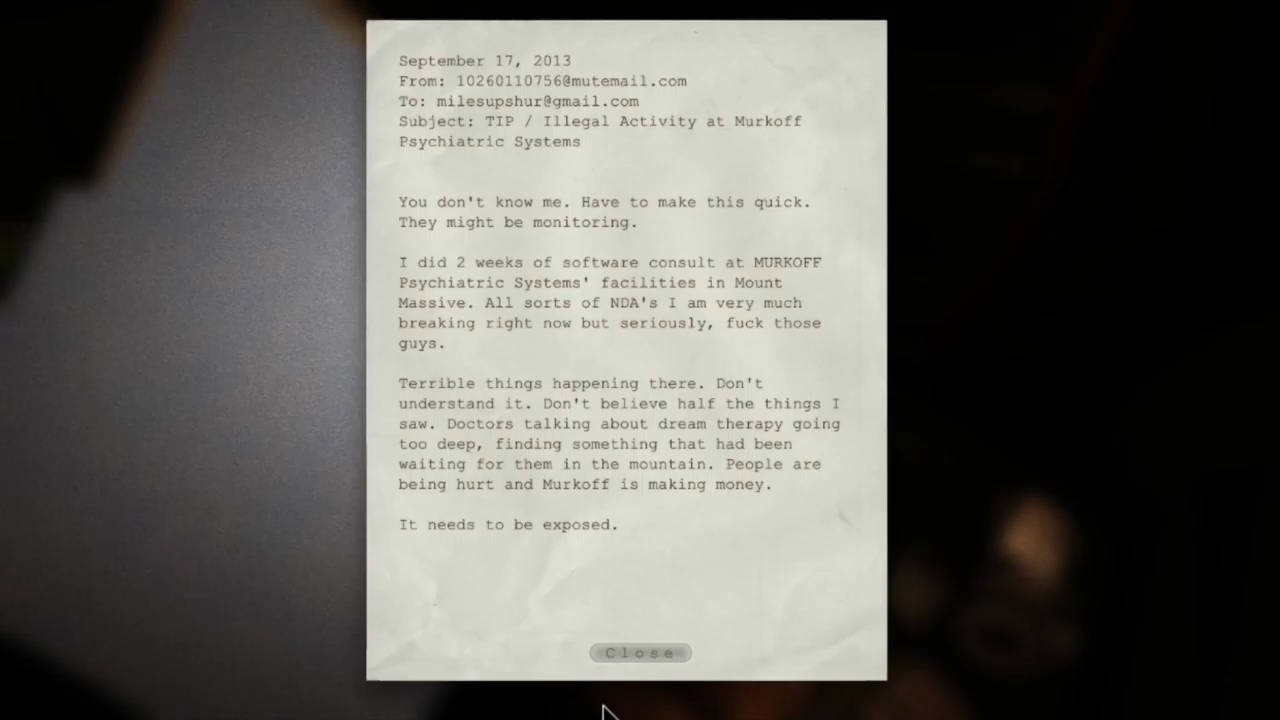 September 17, 2013
From: 10260110756@mutemail.com
To: milesupshur@gmail.com
Subject: TIP / Illegal Activity at Murkoff
Psychiatric Systems
You don't know me. Have to make this quick.
They might be monitoring.
I did 2 weeks of software consult at MURKOFF
Psychiatric Systems' facilities in Mount
Massive. All sorts of NDA's I am very much
breaking right now but seriously, fuck those
guys.
Terrible things happening there. Don't
understand it. Don't believe half the things I
saw. Doctors talking about dream therapy going
too deep, finding something that had been
waiting for them in the mountain. People are
being hurt and Murkoff is making money.
It needs to be exposed.
Close